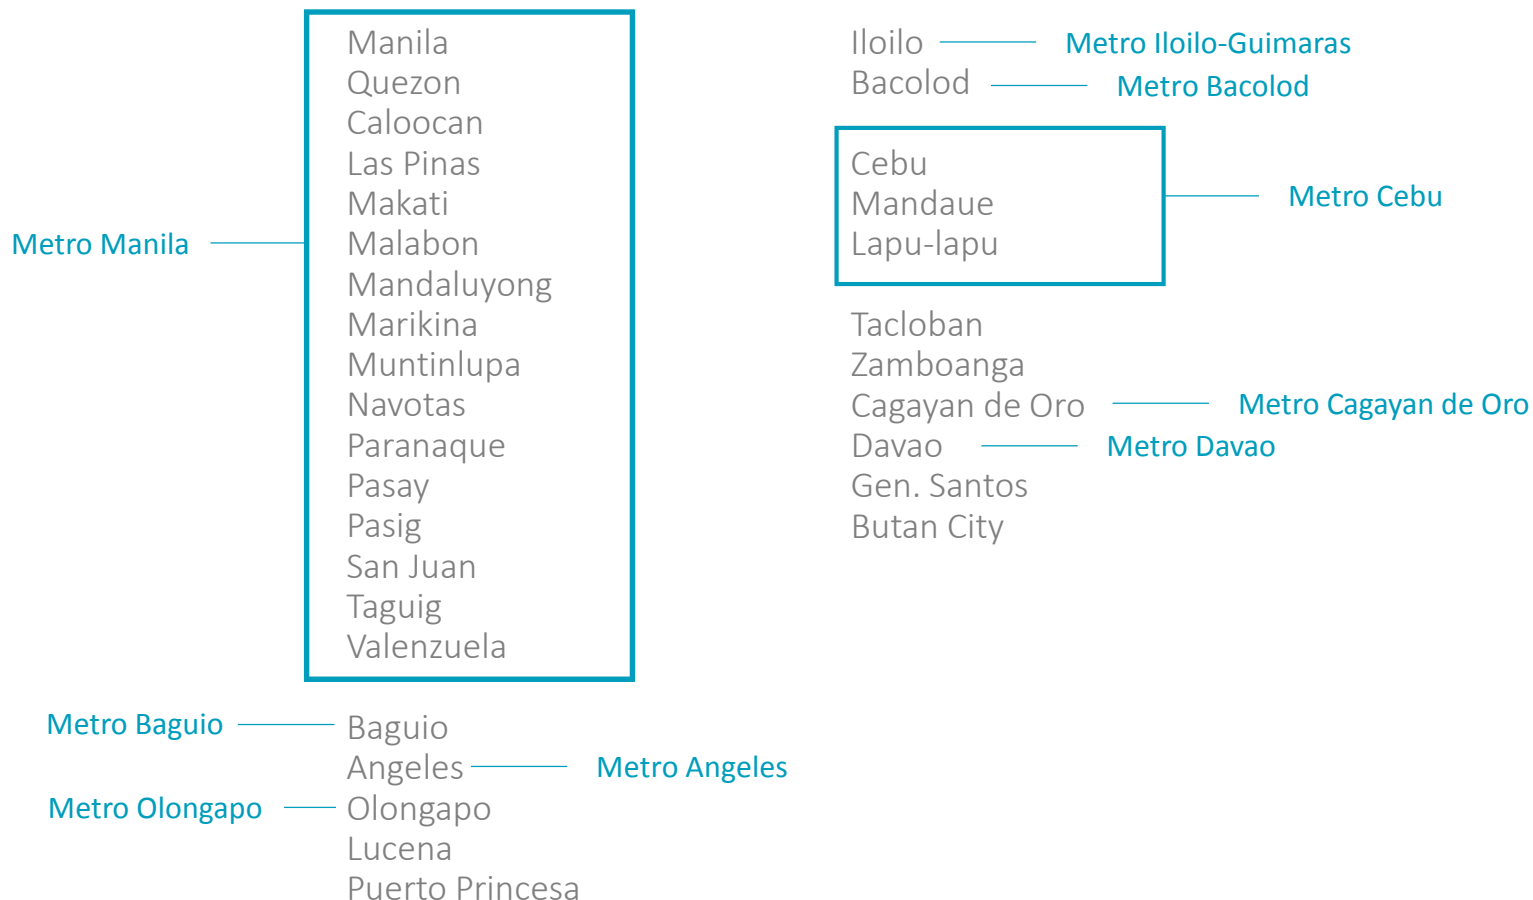 Metro Manila
Manila
Quezon
Caloocan
Las Pinas
Makati
Malabon
Mandaluyong
Marikina
Muntinlupa
Navotas
Paranaque
Pasay
Pasig
San Juan
Taguig
Valenzuela
Metro Baguio
Baguio
Angeles
Metro Angeles
Metro Olongapo
Olongapo
Lucena
Puerto Princesa
Iloilo
Metro Iloilo-Guimaras
Bacolod
Metro Bacolod
Cebu
Mandaue
Lapu-lapu
Metro Cebu
Tacloban
Zamboanga
Cagayan de Oro
Metro Cagayan de Oro
Davao
Metro Davao
Gen. Santos
Butan City